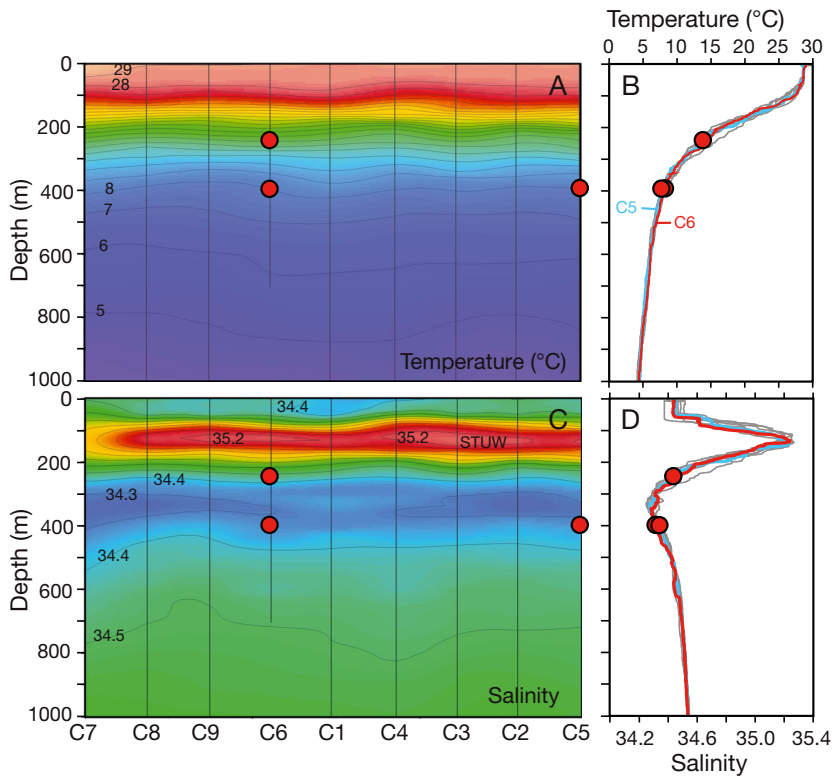 Temperature (°C)
0 5 10 15 20 25 30
0
200
400
600
800
1000
Depth (m)
29
28
8
7
6
5
A
Temperature (°C)
B
C5
C6
0
200
400
600
800
1000
Depth (m)
34.4
35.2
35.2
STUW
34.4
34.3
34.4
34.5
C
Salinity
D
C7 C8 C9 C6 C1 C4 C3 C2 C5
34.2 34.6 35.0 35.4
Salinity